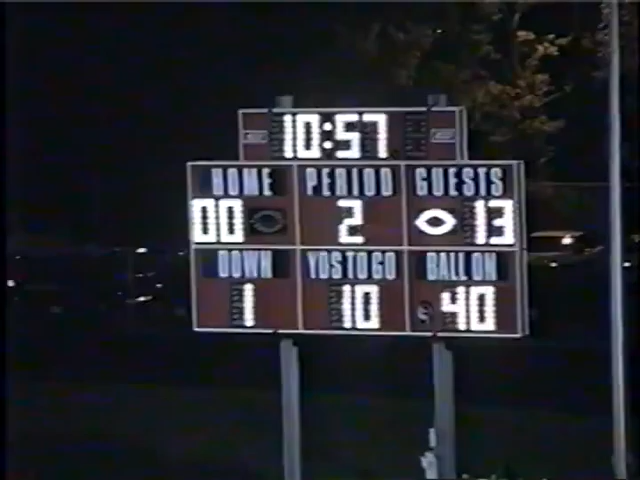 10:57
HOME PERIOD GUESTS
00 2 13
DOWN YDS TO GO BALL ON
1 10 40